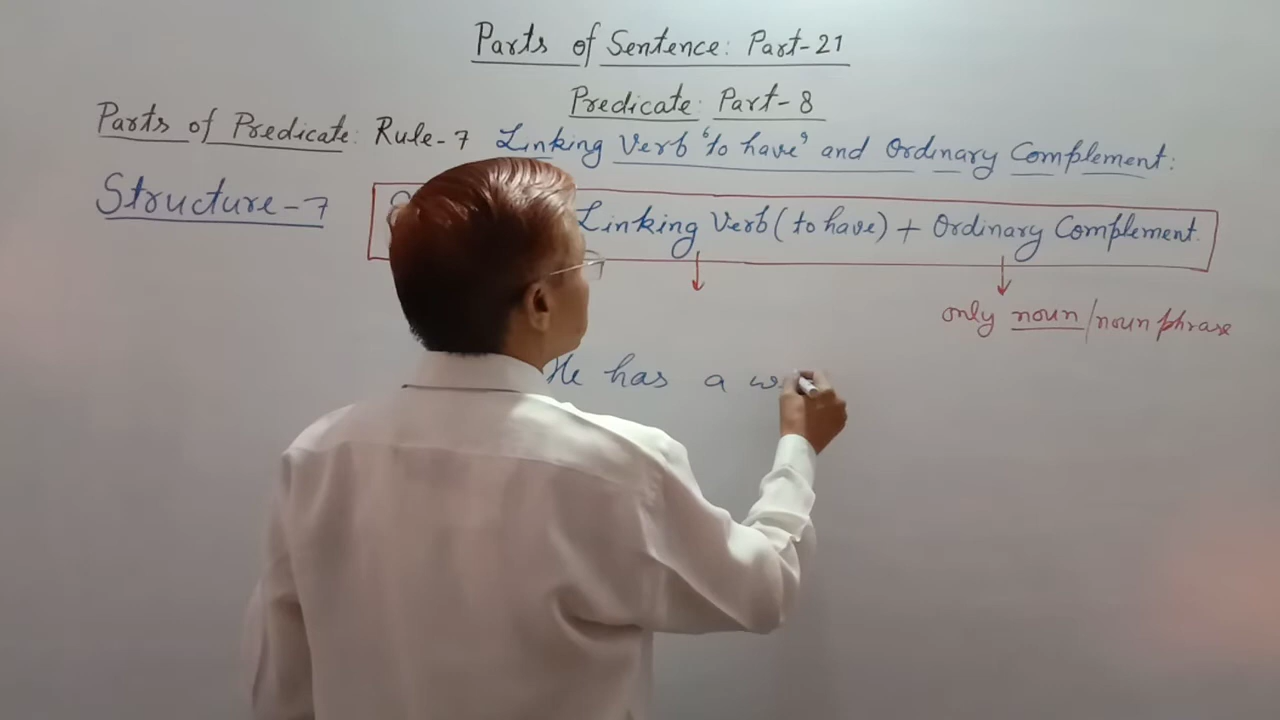 Parts of Sentence: Part-21
Predicate: Part-8
Parts of Predicate: Rule-7 Linking Verb 'to have' and Ordinary Complement:
Structure-7
Linking Verb (to have) + Ordinary Complement.
only noun/noun phrase
He has a